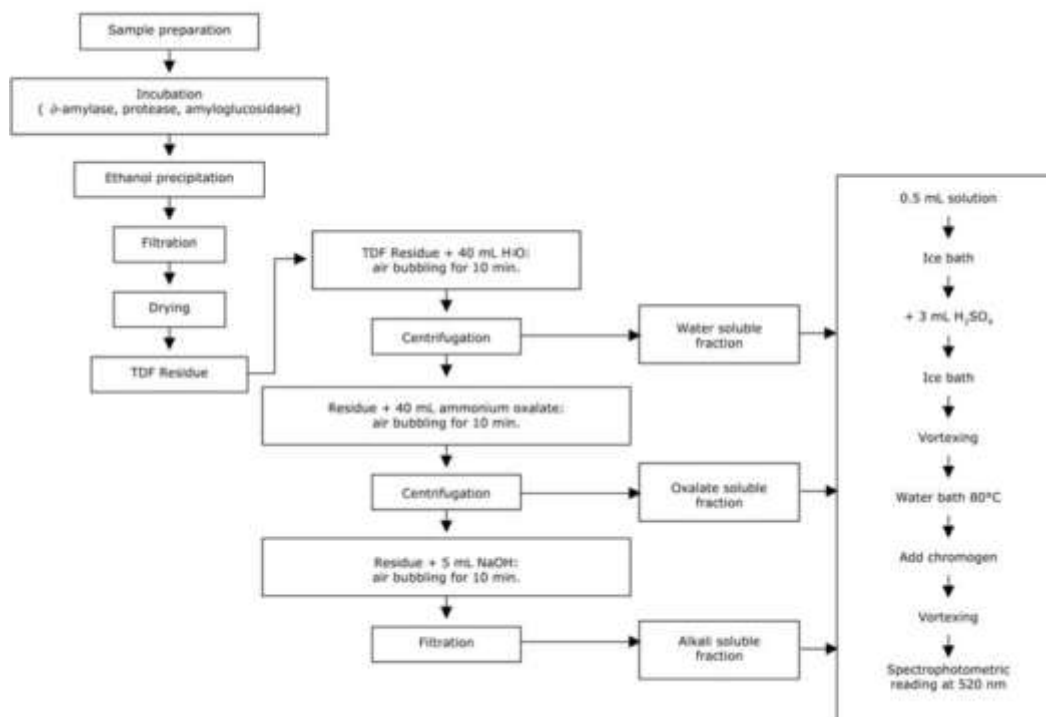 Sample preparation
Incubation
( ∂-amylase, protease, amyloglucosidase)
Ethanol precipitation
Filtration
Drying
TDF Residue
TDF Residue + 40 mL H₂O:
air bubbling for 10 min.
Centrifugation
Water soluble
fraction
Residue + 40 mL ammonium oxalate:
air bubbling for 10 min.
Centrifugation
Oxalate soluble
fraction
Residue + 5 mL NaOH:
air bubbling for 10 min.
Filtration
Alkali soluble
fraction
0.5 mL solution
Ice bath
+ 3 mL H₂SO₄
Ice bath
Vortexing
Water bath 80°C
Add chromogen
Vortexing
Spectrophotometric
reading at 520 nm